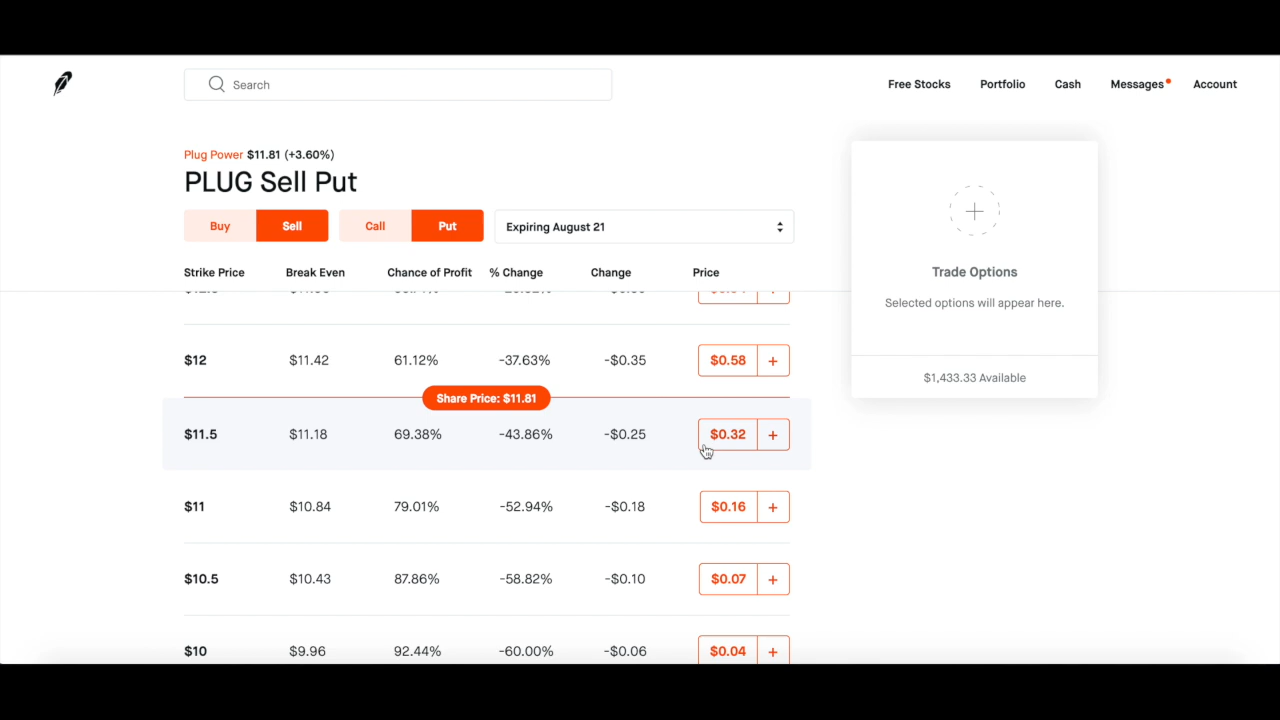 Search
Free Stocks Portfolio Cash Messages Account
Plug Power $11.81 (+3.60%)
PLUG Sell Put
Buy Sell Call Put Expiring August 21
Strike Price Break Even Chance of Profit % Change Change Price
$12 $11.42 61.12% -37.63% -$0.35 $0.58 +
Share Price: $11.81
$11.5 $11.18 69.38% -43.86% -$0.25 $0.32 +
$11 $10.84 79.01% -52.94% -$0.18 $0.16 +
$10.5 $10.43 87.86% -58.82% -$0.10 $0.07 +
$10 $9.96 92.44% -60.00% -$0.06 $0.04 +
Trade Options
Selected options will appear here.
$1,433.33 Available